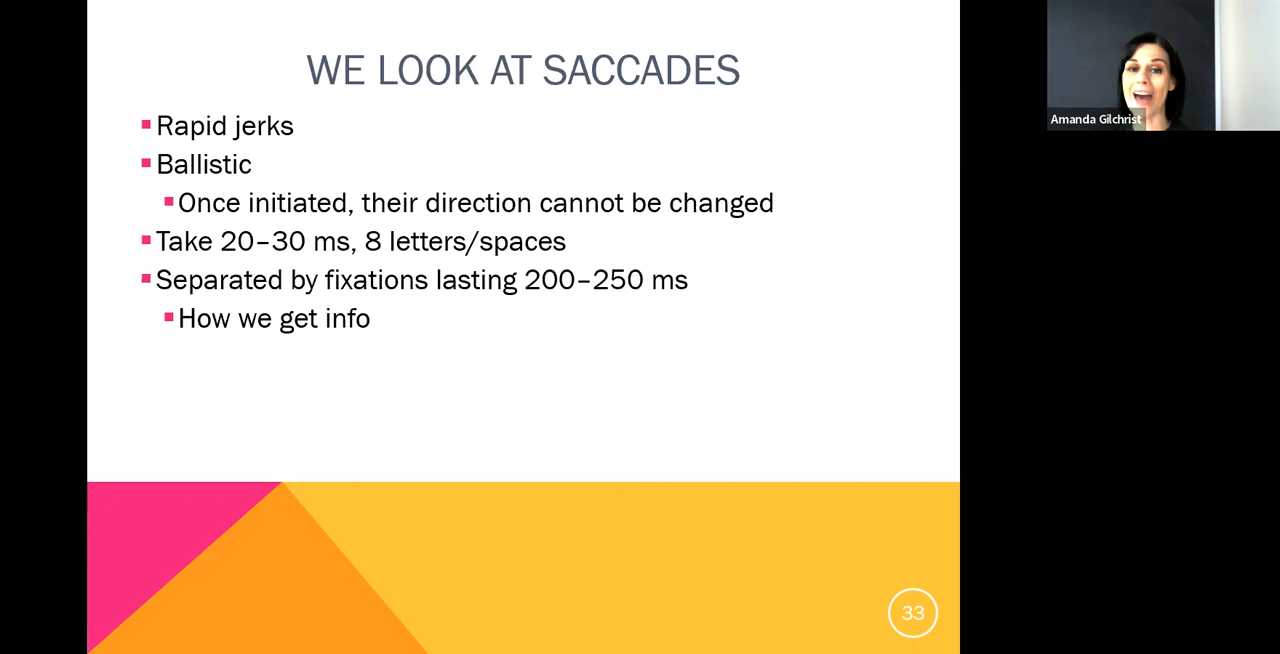 WE LOOK AT SACCADES
Rapid jerks
Ballistic
Once initiated, their direction cannot be changed
Take 20–30 ms, 8 letters/spaces
Separated by fixations lasting 200–250 ms
How we get info
33
Amanda Gilchrist